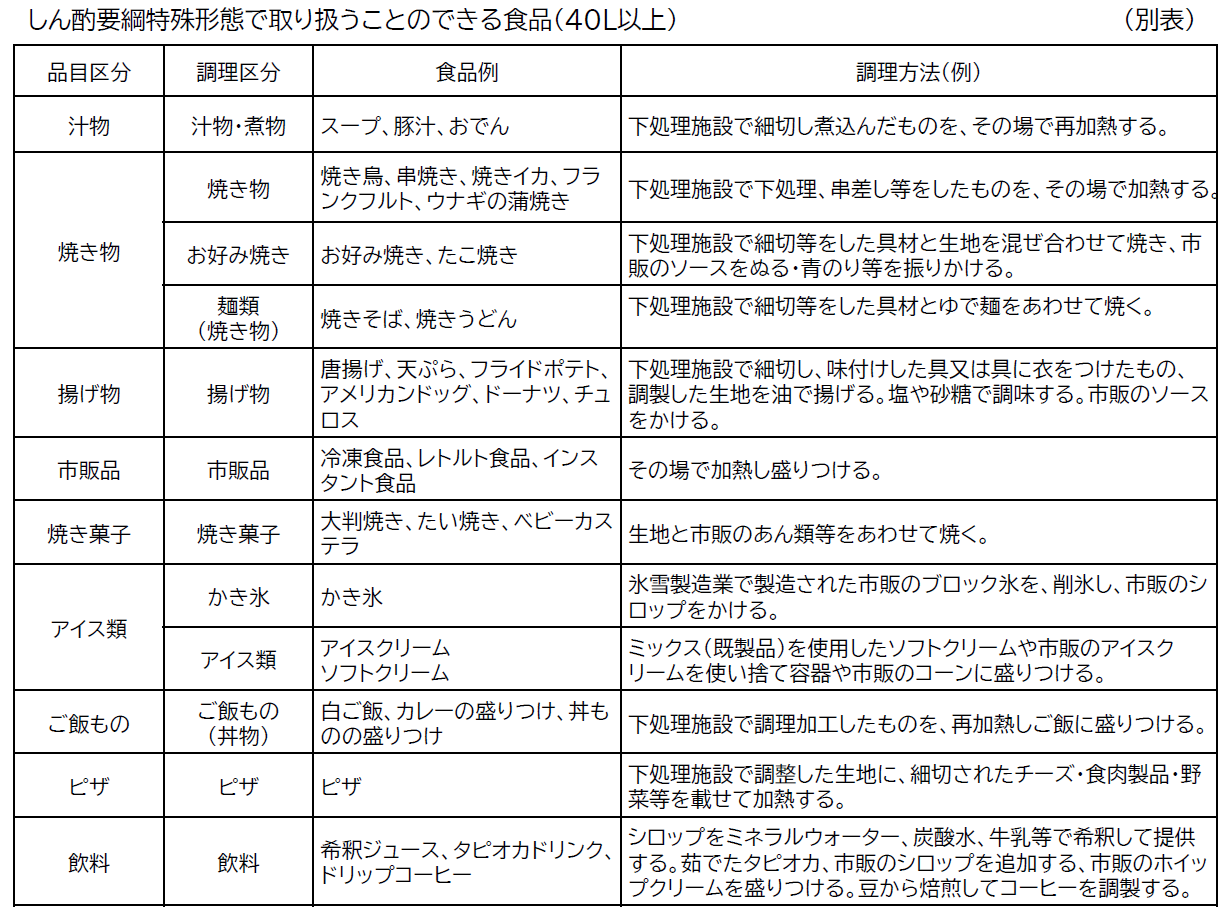 しん酌要綱特殊形態で取り扱うことのできる食品(40L以上)
(別表)
品目区分 調理区分 食品例 調理方法(例)
汁物 汁物・煮物 スープ、豚汁、おでん 下処理施設で細切し煮込んだものを、その場で再加熱する。
焼き物
焼き物
焼き鳥、串焼き、焼きイカ、フラ
ンクフルト、ウナギの蒲焼き
下処理施設で下処理、串差し等をしたものを、その場で加熱する。
お好み焼き
お好み焼き、たこ焼き
下処理施設で細切等をした具材と生地を混ぜ合わせて焼き、市
販のソースをぬる・青のり等を振りかける。
麺類
(焼き物)
焼きそば、焼きうどん
下処理施設で細切等をした具材とゆで麺をあわせて焼く。
揚げ物
揚げ物
唐揚げ、天ぷら、フライドポテト、
アメリカンドッグ、ドーナツ、チュ
ロス
下処理施設で細切し、味付けした具又は具に衣をつけたもの、
調製した生地を油で揚げる。塩や砂糖で調味する。市販のソース
をかける。
市販品
市販品
冷凍食品、レトルト食品、インス
タント食品
その場で加熱し盛りつける。
焼き菓子
焼き菓子
大判焼き、たい焼き、ベビーカス
テラ
生地と市販のあん類等をあわせて焼く。
アイス類
かき氷
かき氷
氷雪製造業で製造された市販のブロック氷を、削氷し、市販のシ
ロップをかける。
アイス類
アイスクリーム
ソフトクリーム
ミックス(既製品)を使用したソフトクリームや市販のアイスク
リームを使い捨て容器や市販のコーンに盛りつける。
ご飯もの
ご飯もの
(丼物)
白ご飯、カレーの盛りつけ、丼も
のの盛りつけ
下処理施設で調理加工したものを、再加熱しご飯に盛りつける。
ピザ
ピザ
ピザ
下処理施設で調整した生地に、細切されたチーズ・食肉製品・野
菜等を載せて加熱する。
飲料
飲料
希釈ジュース、タピオカドリンク、
ドリップコーヒー
シロップをミネラルウォーター、炭酸水、牛乳等で希釈して提供
する。茹でたタピオカ、市販のシロップを追加する、市販のホイッ
プクリームを盛りつける。豆から焙煎してコーヒーを調製する。